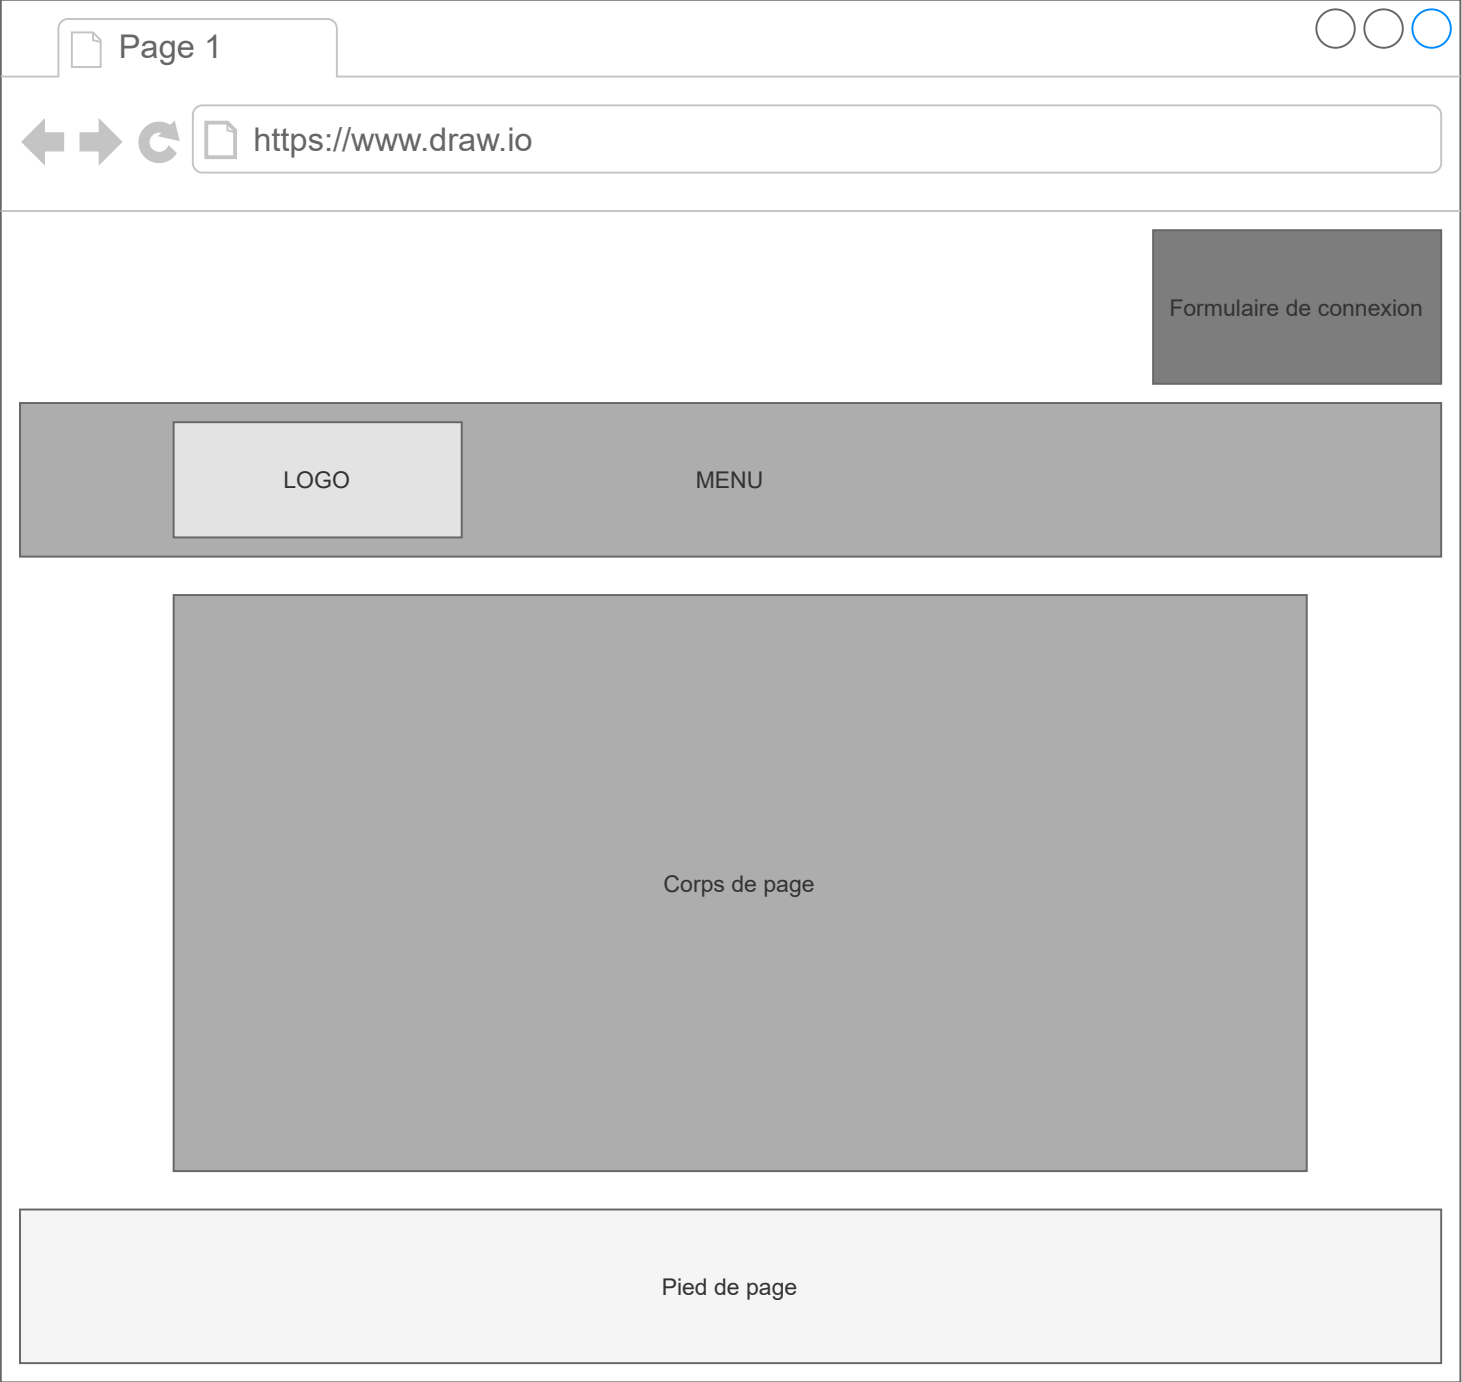 Page 1
https://www.draw.io
Formulaire de connexion
LOGO
MENU
Corps de page
Pied de page